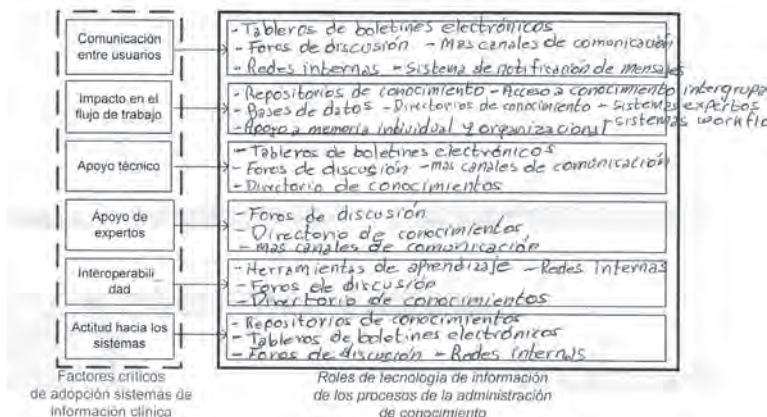 Comunicación
entre usuarios
- Tableros de boletines electrónicos
- Foros de discusión - Mas canales de comonicación
- Redes internas - Sistema de notificación de mensajes
Impacto en el
flujo de trabajo
- Repositorios de conocimiento - Acceso a conocimiento intergrupa
- Bases de datos - Directorios de conocimiento - Sistemas expertos
- Apoyo a memoria individual y organizacional - Sistemas workflo
Apoyo técnico
- Tableros de boletines electrónicos
- Foros de discusión - mas canales de comunicación
- Directorio de conocimientos
Apoyo de
expertos
- Foros de discusión
- Directorio de conocimientos
- mas canales de comunicación
Interoperabili_
dad
- Herramientas de aprendizaje - Redes Internas
- Foros de discusión
- Directorio de conocimientos
Actitud hacia los
sistemas
- Repositorios de conocimientos
- Tableros de boletines electrónicos
- Foros de discución - Redes internas
Factores críticos
de adopción sistemas de
información clínica
Roles de tecnología de información
de los procesos de la administración
de conocimiento